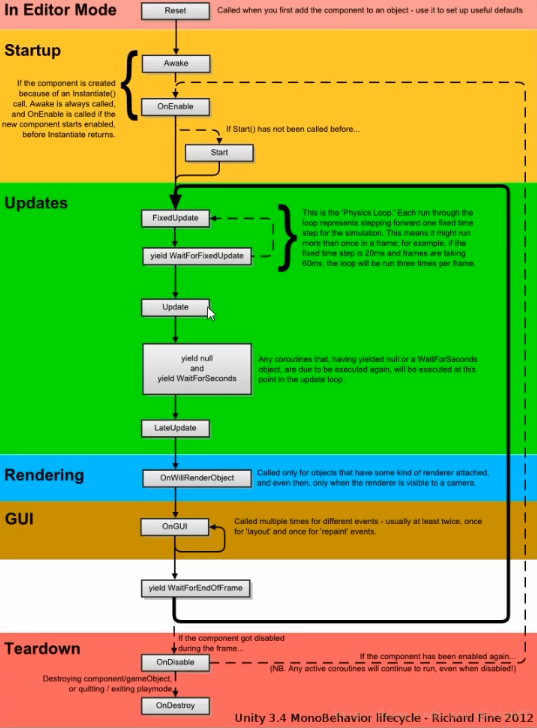 In Editor Mode
Reset
Called when you first add the component to an object - use it to set up useful defaults
Startup
Awake
If the component is created
because of an Instantiate()
call, Awake is always called,
and OnEnable is called if the
new component starts enabled,
before Instantiate returns.
OnEnable
If Start() has not been called before...
Start
Updates
FixedUpdate
This is the 'Physics Loop.' Each run through the
loop represents stepping forward one fixed time
step for the simulation. This means it might run
more than once in a frame; for example, if the
fixed time step is 20ms and frames are taking
60ms, the loop will be run three times per frame.
yield WaitForFixedUpdate
Update
yield null
and
yield WaitForSeconds
Any coroutines that, having yielded null or a WaitForSeconds
object, are due to be executed again, will be executed at this
point in the update loop.
LateUpdate
Rendering
OnWillRenderObject
Called only for objects that have some kind of renderer attached,
and even then, only when the renderer is visible to a camera.
GUI
OnGUI
Called multiple times for different events - usually at least twice, once
for 'layout' and once for 'repaint' events.
yield WaitForEndOfFrame
Teardown
If the component got disabled
during the frame...
OnDisable
If the component has been enabled again...
(NB. Any active coroutines will continue to run, even when disabled!)
Destroying component/gameObject,
or quitting / exiting playmode
OnDestroy
Unity 3.4 MonoBehavior lifecycle - Richard Fine 2012